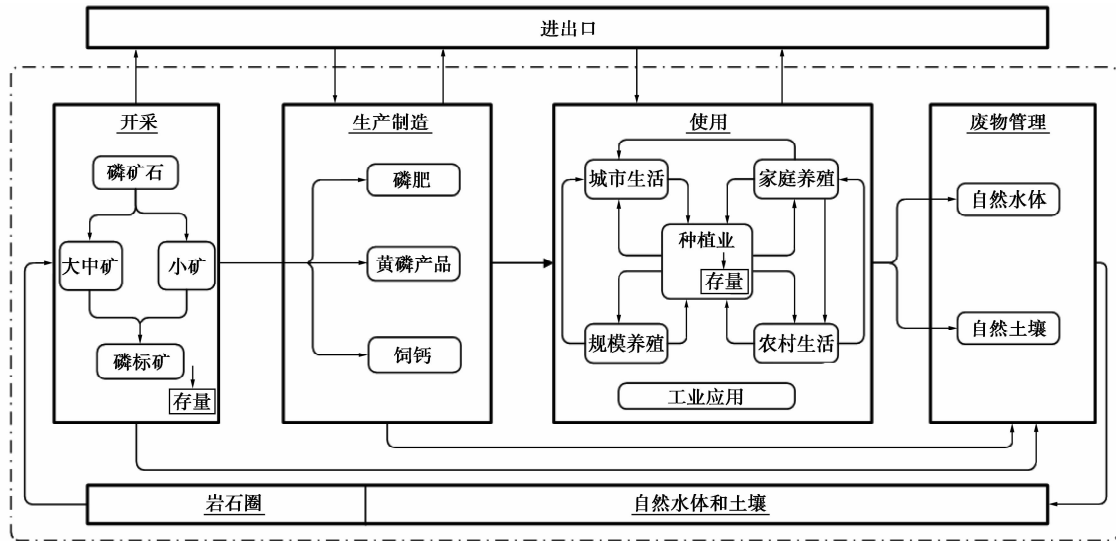 进出口
开采
磷矿石
大中矿
小矿
磷标矿
存量
生产制造
磷肥
黄磷产品
饲钙
使用
城市生活
家庭养殖
种植业
存量
规模养殖
农村生活
工业应用
废物管理
自然水体
自然土壤
岩石圈
自然水体和土壤